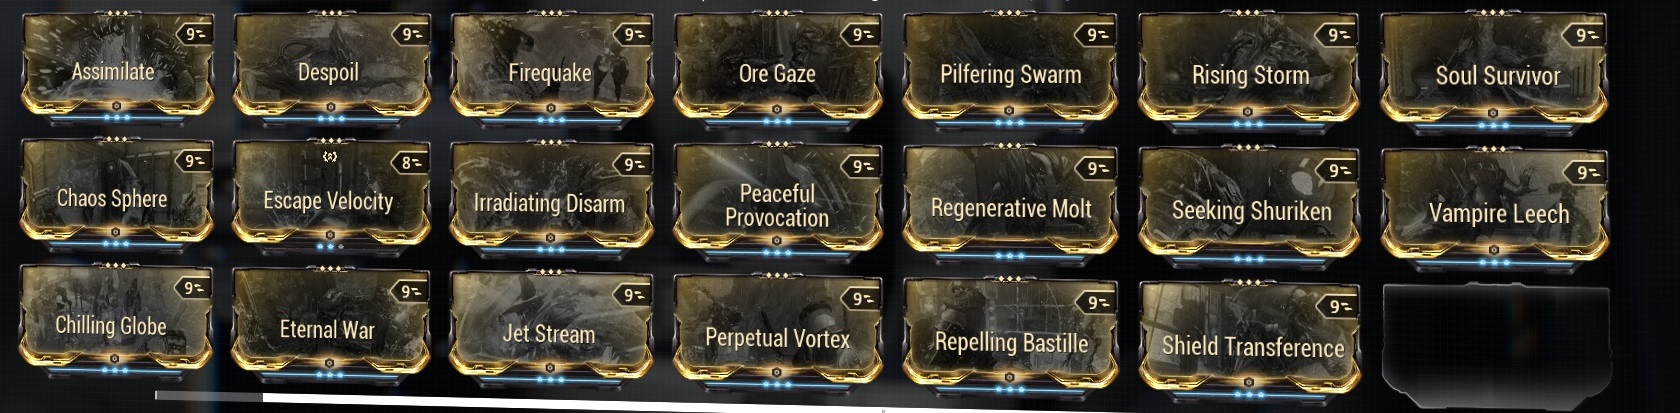 9
9
9
9
9
9
9
Assimilate
Despoil
Firequake
Ore Gaze
Pilfering Swarm
Rising Storm
Soul Survivor
9
8
9
9
9
9
9
Chaos Sphere
Escape Velocity
Irradiating Disarm
Peaceful
Provocation
Regenerative Molt
Seeking Shuriken
Vampire Leech
9
9
9
9
9
9
Chilling Globe
Eternal War
Jet Stream
Perpetual Vortex
Repelling Bastille
Shield Transference